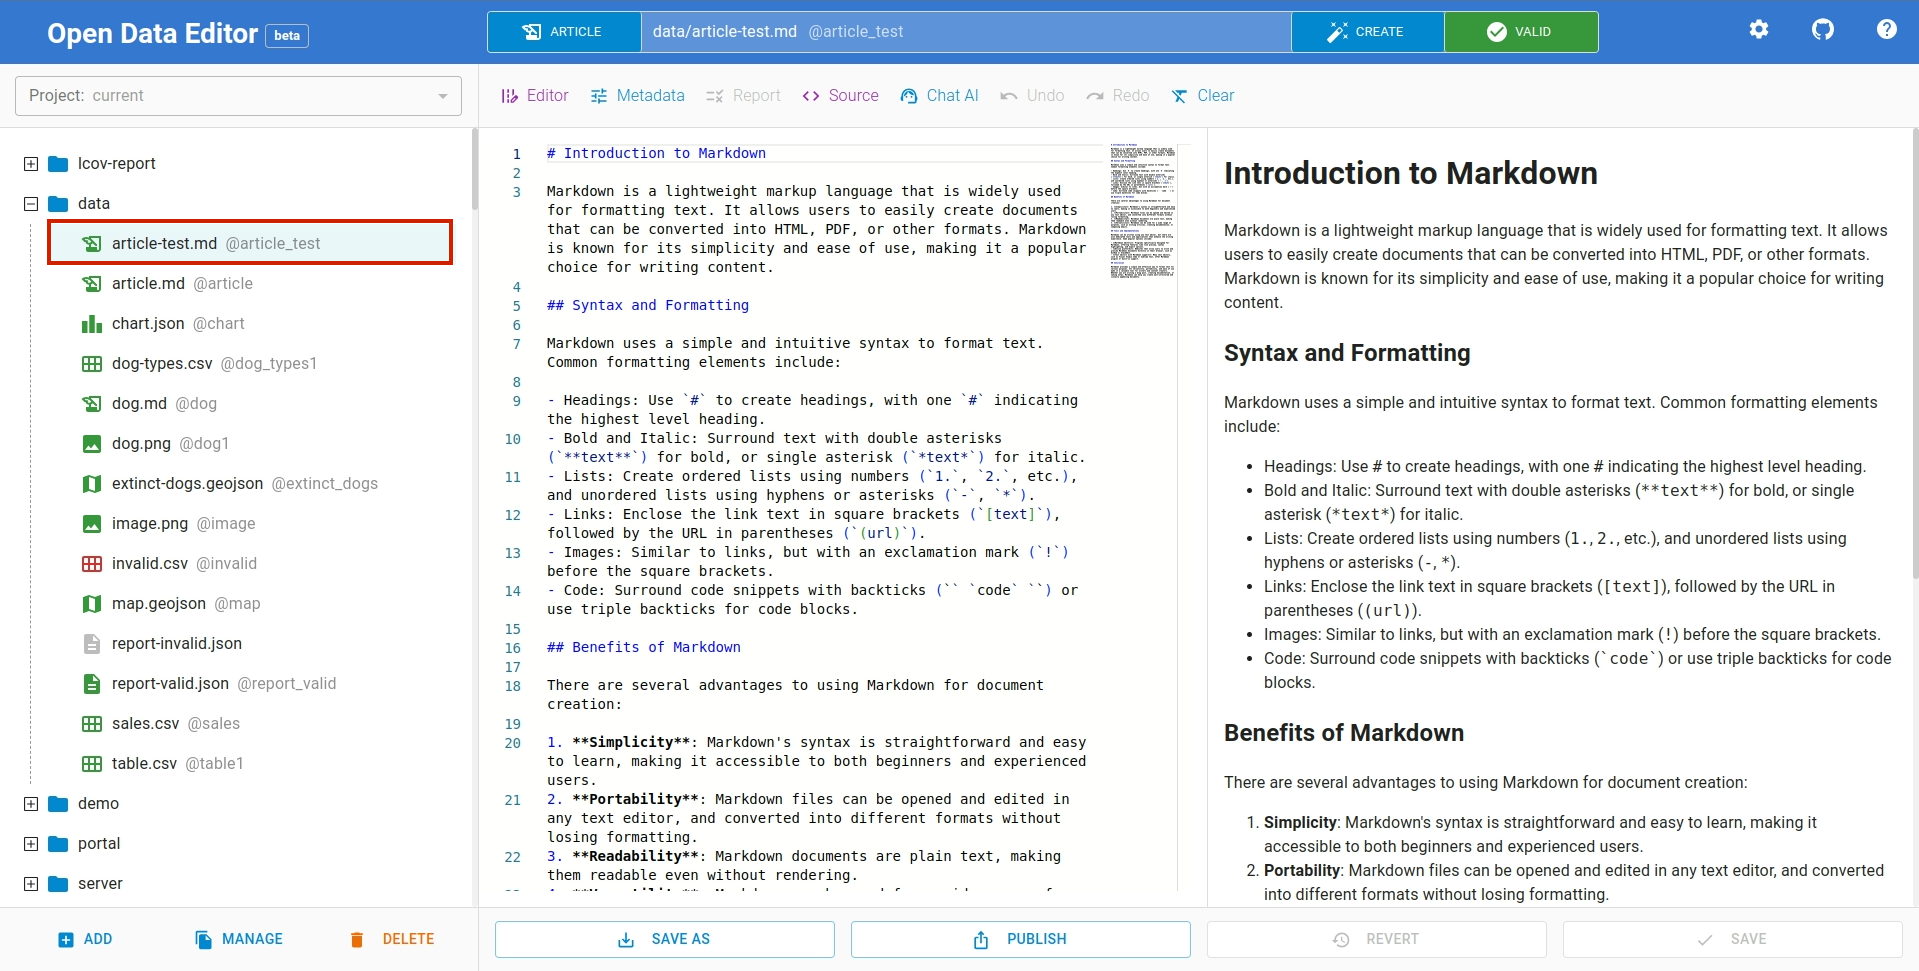 Open Data Editor beta
ARTICLE data/article-test.md @article_test CREATE VALID
Project: current
Editor Metadata Report Source Chat AI Undo Redo Clear
lcov-report
data
article-test.md @article_test
article.md @article
chart.json @chart
dog-types.csv @dog_types1
dog.md @dog
dog.png @dog1
extinct-dogs.geojson @extinct_dogs
image.png @image
invalid.csv @invalid
map.geojson @map
report-invalid.json
report-valid.json @report_valid
sales.csv @sales
table.csv @table1
demo
portal
server
ADD MANAGE DELETE
1 # Introduction to Markdown
2
3 Markdown is a lightweight markup language that is widely used
for formatting text. It allows users to easily create documents
that can be converted into HTML, PDF, or other formats. Markdown
is known for its simplicity and ease of use, making it a popular
choice for writing content.
4
5 ## Syntax and Formatting
6
7 Markdown uses a simple and intuitive syntax to format text.
Common formatting elements include:
8
9 - Headings: Use `#` to create headings, with one `#` indicating
the highest level heading.
10 - Bold and Italic: Surround text with double asterisks
(`**text**`) for bold, or single asterisk (`*text*`) for italic.
11 - Lists: Create ordered lists using numbers (`1.`, `2.`, etc.),
and unordered lists using hyphens or asterisks (`-`, `*`).
12 - Links: Enclose the link text in square brackets (`[text]`),
followed by the URL in parentheses (`(url)`).
13 - Images: Similar to links, but with an exclamation mark (`!`)
before the square brackets.
14 - Code: Surround code snippets with backticks (`` `code` ``) or
use triple backticks for code blocks.
15
16 ## Benefits of Markdown
17
18 There are several advantages to using Markdown for document
creation:
19
20 1. **Simplicity**: Markdown's syntax is straightforward and easy
to learn, making it accessible to both beginners and experienced
users.
21 2. **Portability**: Markdown files can be opened and edited in
any text editor, and converted into different formats without
losing formatting.
22 3. **Readability**: Markdown documents are plain text, making
them readable even without rendering.
Introduction to Markdown
Markdown is a lightweight markup language that is widely used for formatting text. It allows
users to easily create documents that can be converted into HTML, PDF, or other formats.
Markdown is known for its simplicity and ease of use, making it a popular choice for writing
content.
Syntax and Formatting
Markdown uses a simple and intuitive syntax to format text. Common formatting elements
include:
• Headings: Use # to create headings, with one # indicating the highest level heading.
• Bold and Italic: Surround text with double asterisks (**text**) for bold, or single
asterisk (*text*) for italic.
• Lists: Create ordered lists using numbers (1., 2., etc.), and unordered lists using
hyphens or asterisks (-, *).
• Links: Enclose the link text in square brackets ([text]), followed by the URL in
parentheses ((url)).
• Images: Similar to links, but with an exclamation mark (!) before the square brackets.
• Code: Surround code snippets with backticks (`code`) or use triple backticks for code
blocks.
Benefits of Markdown
There are several advantages to using Markdown for document creation:
1. Simplicity: Markdown's syntax is straightforward and easy to learn, making it
accessible to both beginners and experienced users.
2. Portability: Markdown files can be opened and edited in any text editor, and converted
into different formats without losing formatting.
SAVE AS PUBLISH REVERT SAVE